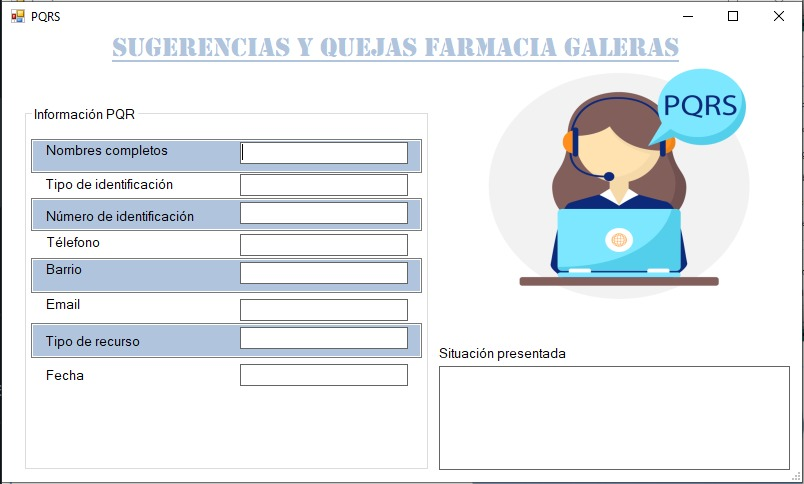 PQRS
SUGERENCIAS Y QUEJAS FARMACIA GALERAS
PQRS
Información PQR
Nombres completos
Tipo de identificación
Número de identificación
Télefono
Barrio
Email
Tipo de recurso
Fecha
Situación presentada